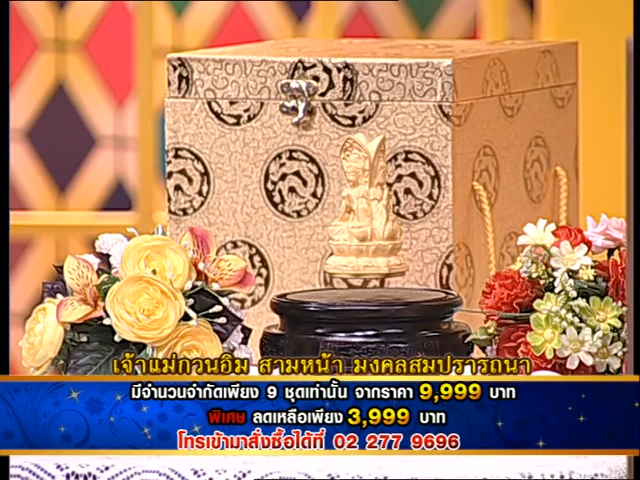 เจ้าแม่กวนอิม สามหน้า มงคลสมปรารถนา
มีจำนวนจำกัดเพียง 9 ชุดเท่านั้น จากราคา 9,999 บาท
พิเศษ ลดเหลือเพียง 3,999 บาท
โทรเข้ามาสั่งซื้อได้ที่ 02 277 9696